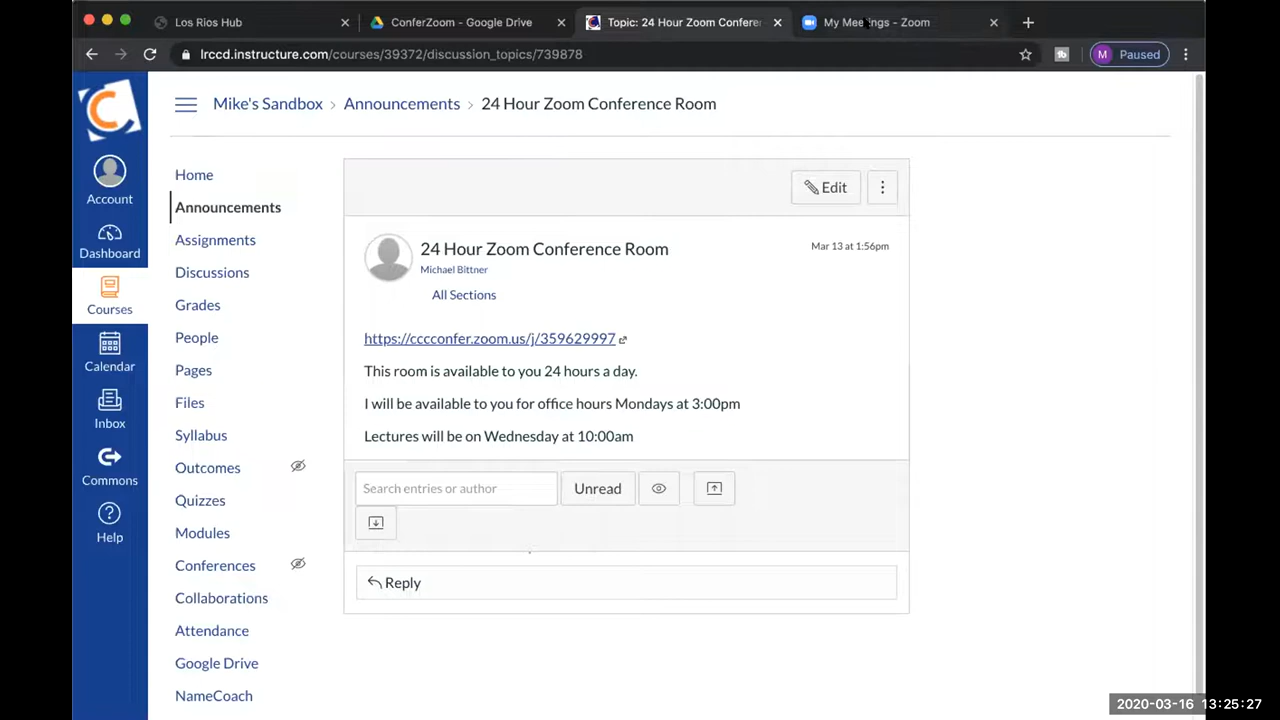 Los Rios Hub
ConferZoom - Google Drive
Topic: 24 Hour Zoom Confer
My Meetings - Zoom
lrccd.instructure.com/courses/39372/discussion_topics/739878
M Paused
Mike's Sandbox › Announcements › 24 Hour Zoom Conference Room
Account
Dashboard
Courses
Calendar
Inbox
Commons
Help
Home
Announcements
Assignments
Discussions
Grades
People
Pages
Files
Syllabus
Outcomes
Quizzes
Modules
Conferences
Collaborations
Attendance
Google Drive
NameCoach
Edit
24 Hour Zoom Conference Room
Mar 13 at 1:56pm
Michael Bittner
All Sections
https://cccconfer.zoom.us/j/359629997
This room is available to you 24 hours a day.
I will be available to you for office hours Mondays at 3:00pm
Lectures will be on Wednesday at 10:00am
Search entries or author
Unread
Reply
2020-03-16 13:25:27